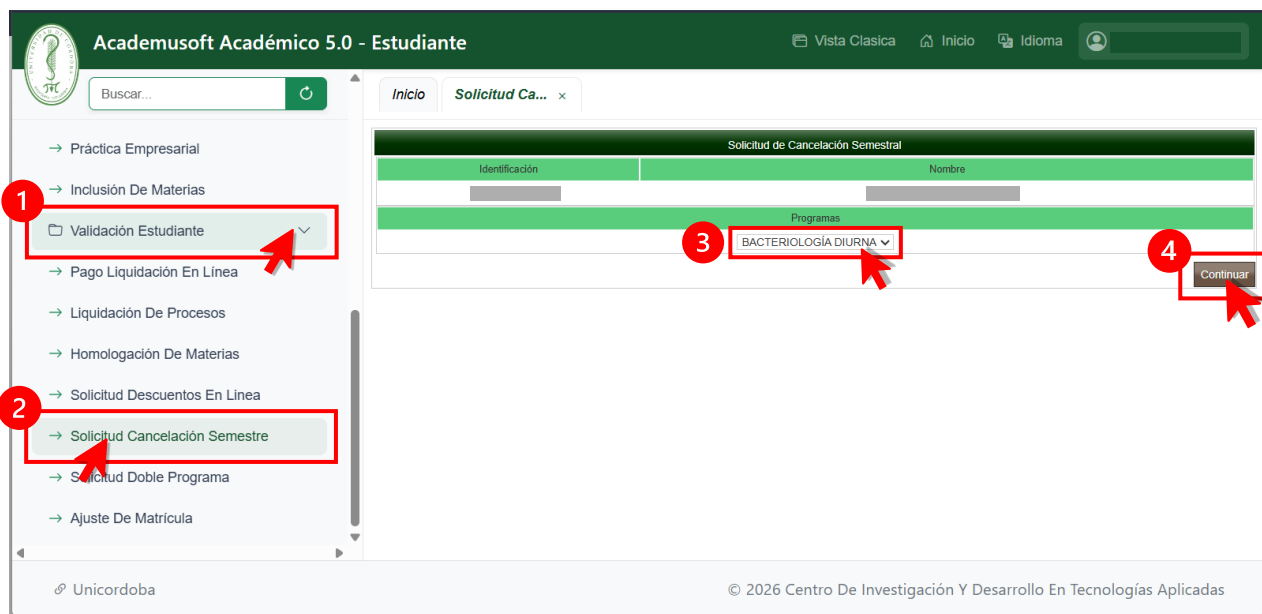 Academusoft Académico 5.0 - Estudiante
Vista Clasica
Inicio
Idioma
Buscar...
Práctica Empresarial
Inclusión De Materias
1
Validación Estudiante
Pago Liquidación En Línea
Liquidación De Procesos
Homologación De Materias
Solicitud Descuentos En Linea
2
Solicitud Cancelación Semestre
Solicitud Doble Programa
Ajuste De Matrícula
Inicio
Solicitud Ca... ×
Solicitud de Cancelación Semestral
Identificación
Nombre
Programas
3
BACTERIOLOGÍA DIURNA
4
Continuar
Unicordoba
© 2026 Centro De Investigación Y Desarrollo En Tecnologías Aplicadas